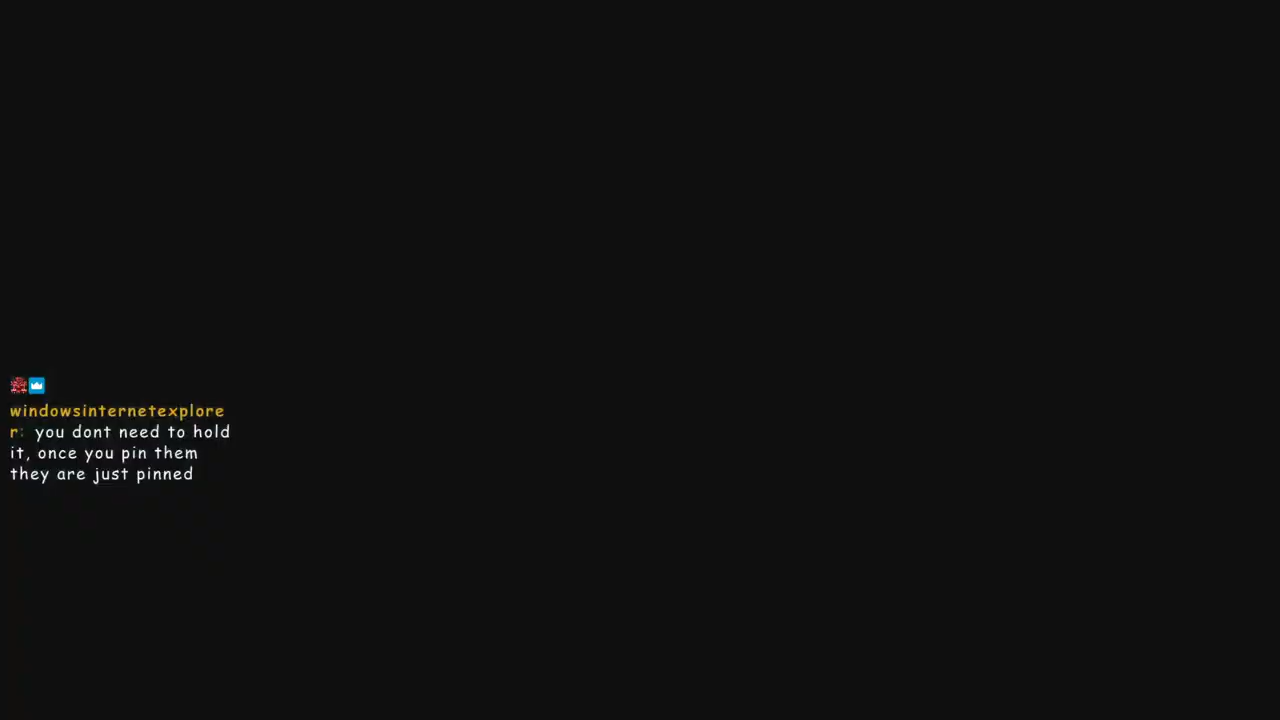 windowsinternetexplore
r: you dont need to hold
it, once you pin them
they are just pinned